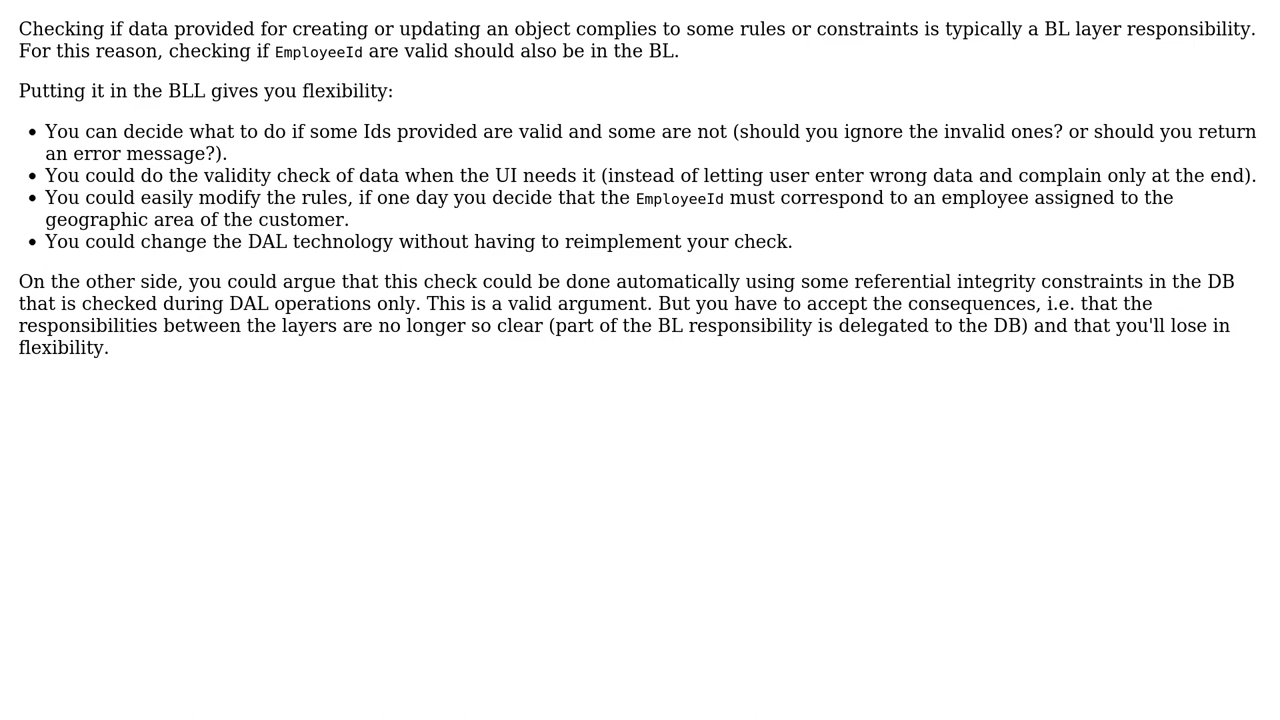 Checking if data provided for creating or updating an object complies to some rules or constraints is typically a BL layer responsibility.
For this reason, checking if EmployeeId are valid should also be in the BL.
Putting it in the BLL gives you flexibility:
• You can decide what to do if some Ids provided are valid and some are not (should you ignore the invalid ones? or should you return
an error message?).
• You could do the validity check of data when the UI needs it (instead of letting user enter wrong data and complain only at the end).
• You could easily modify the rules, if one day you decide that the EmployeeId must correspond to an employee assigned to the
geographic area of the customer.
• You could change the DAL technology without having to reimplement your check.
On the other side, you could argue that this check could be done automatically using some referential integrity constraints in the DB
that is checked during DAL operations only. This is a valid argument. But you have to accept the consequences, i.e. that the
responsibilities between the layers are no longer so clear (part of the BL responsibility is delegated to the DB) and that you'll lose in
flexibility.